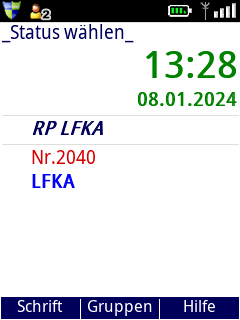 2
_Status wählen_
13:28
08.01.2024
RP LFKA
Nr.2040
LFKA
Schrift Gruppen Hilfe